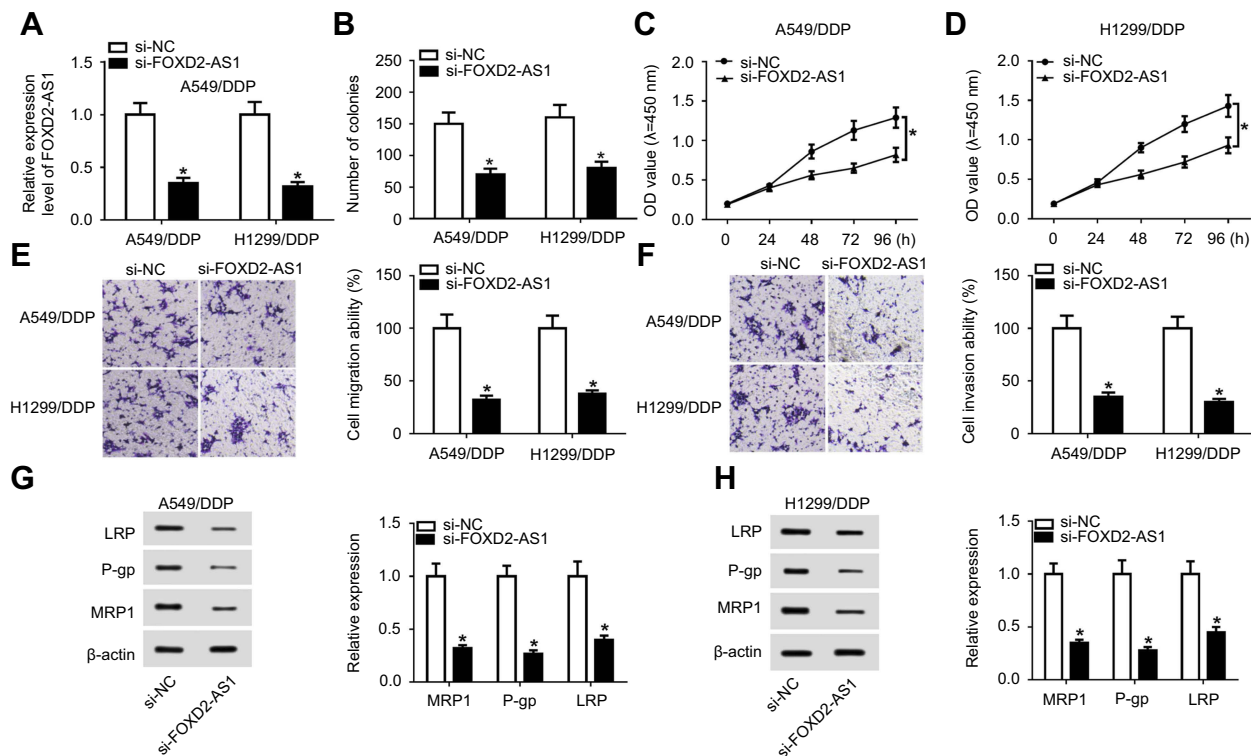 A
si-NC
si-FOXD2-AS1
A549/DDP
Relative expression
level of FOXD2-AS1
1.5
1.0
0.5
0.0
A549/DDP
H1299/DDP
*
*
B
si-NC
si-FOXD2-AS1
Number of colonies
250
200
150
100
50
0
A549/DDP
H1299/DDP
*
*
C
A549/DDP
si-NC
si-FOXD2-AS1
OD value (λ=450 nm)
2.0
1.5
1.0
0.5
0.0
0 24 48 72 96 (h)
*
D
H1299/DDP
si-NC
si-FOXD2-AS1
OD value (λ=450 nm)
2.0
1.5
1.0
0.5
0.0
0 24 48 72 96 (h)
*
E
si-NC
si-FOXD2-AS1
A549/DDP
H1299/DDP
si-NC
si-FOXD2-AS1
Cell migration ability (%)
150
100
50
0
A549/DDP
H1299/DDP
*
*
F
si-NC
si-FOXD2-AS1
A549/DDP
H1299/DDP
si-NC
si-FOXD2-AS1
Cell invasion ability (%)
150
100
50
0
A549/DDP
H1299/DDP
*
*
G
A549/DDP
LRP
P-gp
MRP1
β-actin
si-NC
si-FOXD2-AS1
si-NC
si-FOXD2-AS1
Relative expression
1.5
1.0
0.5
0.0
MRP1
P-gp
LRP
*
*
*
H
H1299/DDP
LRP
P-gp
MRP1
β-actin
si-NC
si-FOXD2-AS1
si-NC
si-FOXD2-AS1
Relative expression
1.5
1.0
0.5
0.0
MRP1
P-gp
LRP
*
*
*